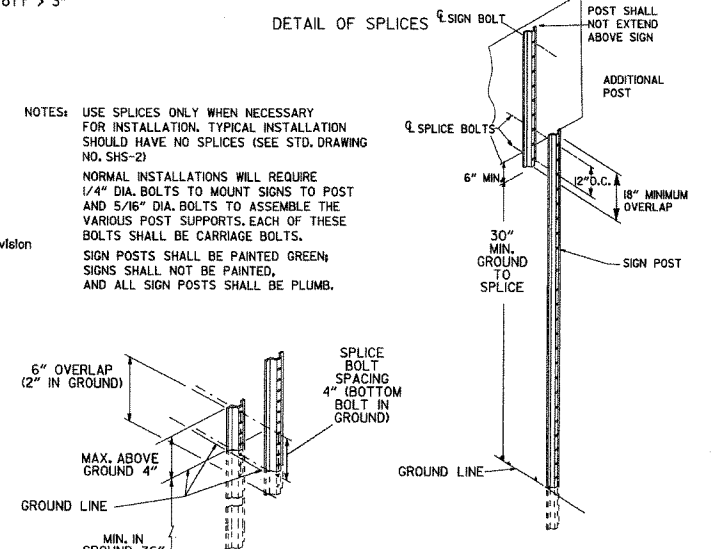 DETAIL OF SPLICES
℄ SIGN BOLT
POST SHALL
NOT EXTEND
ABOVE SIGN
ADDITIONAL
POST
NOTES: USE SPLICES ONLY WHEN NECESSARY
FOR INSTALLATION. TYPICAL INSTALLATION
SHOULD HAVE NO SPLICES (SEE STD. DRAWING
NO. SHS-2)
NORMAL INSTALLATIONS WILL REQUIRE
1/4" DIA. BOLTS TO MOUNT SIGNS TO POST
AND 5/16" DIA. BOLTS TO ASSEMBLE THE
VARIOUS POST SUPPORTS. EACH OF THESE
BOLTS SHALL BE CARRIAGE BOLTS.
SIGN POSTS SHALL BE PAINTED GREEN;
SIGNS SHALL NOT BE PAINTED,
AND ALL SIGN POSTS SHALL BE PLUMB.
vision
℄ SPLICE BOLTS
6" MIN.
12" O.C.
18" MINIMUM
OVERLAP
30"
MIN.
GROUND
TO
SPLICE
SIGN POST
GROUND LINE
6" OVERLAP
(2" IN GROUND)
SPLICE
BOLT
SPACING
4" (BOTTOM
BOLT IN
GROUND)
MAX. ABOVE
GROUND 4"
GROUND LINE
MIN. IN
GROUND 36"